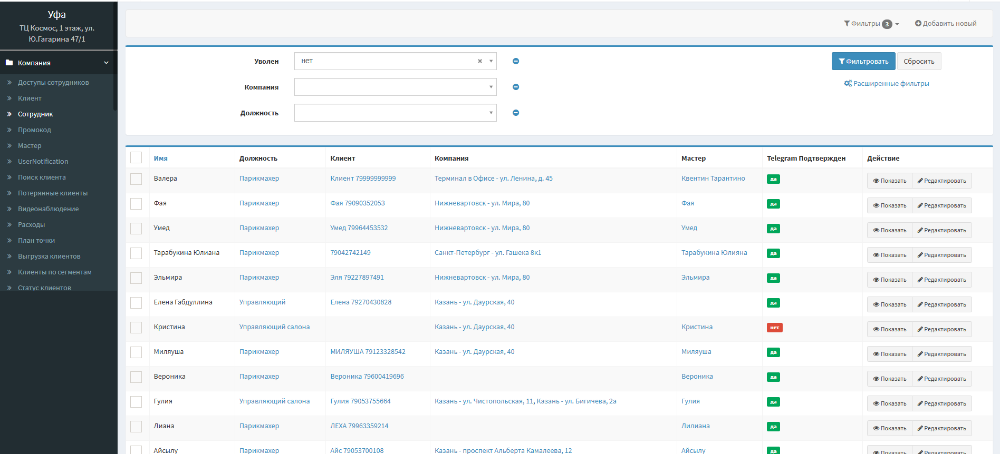 Уфа
ТЦ Космос, 1 этаж, ул.
Ю.Гагарина 47/1
Компания
Доступы сотрудников
Клиент
Сотрудник
Промокод
Мастер
UserNotification
Поиск клиента
Потерянные клиенты
Видеонаблюдение
Расходы
План точки
Выгрузка клиентов
Клиенты по сегментам
Статус клиентов
Фильтры 3 Добавить новый
Уволен нет Фильтровать Сбросить
Компания Расширенные фильтры
Должность
Имя Должность Клиент Компания Мастер Telegram Подтвержден Действие
Валера Парикмахер Клиент 79999999999 Терминал в Офисе - ул. Ленина, д. 45 Квентин Тарантино да Показать Редактировать
Фая Парикмахер Фая 79090352053 Нижневартовск - ул. Мира, 80 Фая да Показать Редактировать
Умед Парикмахер Умед 79964453532 Нижневартовск - ул. Мира, 80 Умед да Показать Редактировать
Тарабукина Юлиана Парикмахер 79042742149 Санкт-Петербург - ул. Гашека 8к1 Тарабукина Юлияна да Показать Редактировать
Эльмира Парикмахер Эля 79227897491 Нижневартовск - ул. Мира, 80 Эльмира да Показать Редактировать
Елена Габдуллина Управляющий Елена 79270430828 Казань - ул. Даурская, 40 да Показать Редактировать
Кристина Управляющий салона Казань - ул. Даурская, 40 Кристина нет Показать Редактировать
Миляуша Парикмахер МИЛЯУША 79123328542 Казань - ул. Даурская, 40 Миляуша да Показать Редактировать
Вероника Парикмахер Вероника 79600419696 Вероника да Показать Редактировать
Гулия Управляющий салона Гулия 79053755664 Казань - ул. Чистопольская, 11, Казань - ул. Бигичева, 2а Гулия да Показать Редактировать
Лиана Парикмахер ЛЕХА 79963359214 Лилиана да Показать Редактировать
Айсылу Парикмахер Айс 79053700108 Казань - проспект Альберта Камалеева, 12 Айсылу да Показать Редактировать